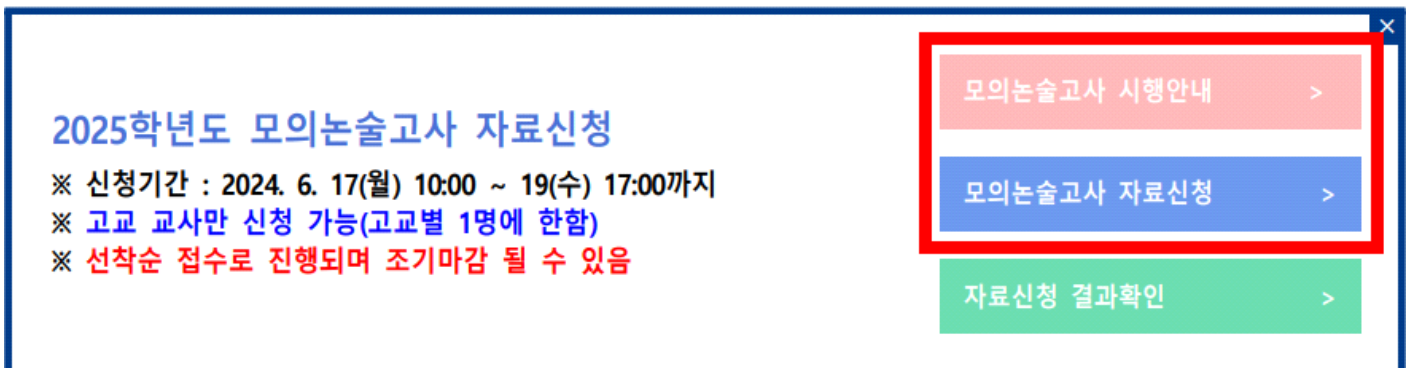 ×
모의논술고사 시행안내 >
2025학년도 모의논술고사 자료신청
※ 신청기간 : 2024. 6. 17(월) 10:00 ~ 19(수) 17:00까지
※ 고교 교사만 신청 가능(고교별 1명에 한함)
※ 선착순 접수로 진행되며 조기마감 될 수 있음
모의논술고사 자료신청 >
자료신청 결과확인 >